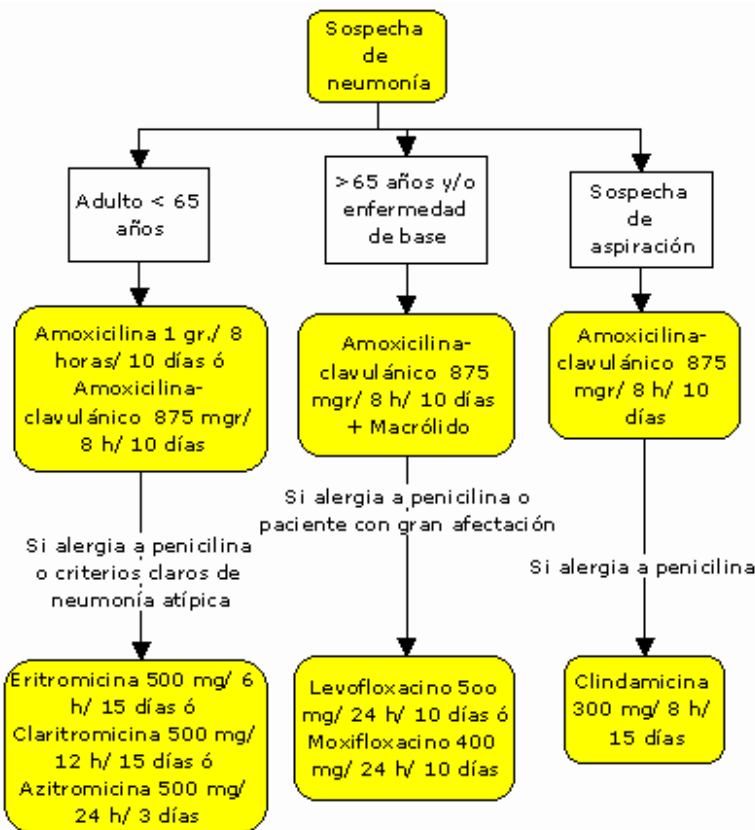 Sospecha
de
neumonía
Adulto < 65
años
>65 años y/o
enfermedad
de base
Sospecha
de
aspiración
Amoxicilina 1 gr./ 8
horas/ 10 días ó
Amoxicilina-
clavulánico 875 mgr/
8 h/ 10 días
Amoxicilina-
clavulánico 875
mgr/ 8 h/ 10 días
+ Macrólido
Amoxicilina-
clavulánico 875
mgr/ 8 h/ 10
días
Si alergia a penicilina
o criterios claros de
neumonía atípica
Si alergia a penicilina o
paciente con gran afectación
Si alergia a penicilina
Eritromicina 500 mg/ 6
h/ 15 días ó
Claritromicina 500 mg/
12 h/ 15 días ó
Azitromicina 500 mg/
24 h/ 3 días
Levofloxacino 5oo
mg/ 24 h/ 10 días ó
Moxifloxacino 400
mg/ 24 h/ 10 días
Clindamicina
300 mg/ 8 h/
15 días